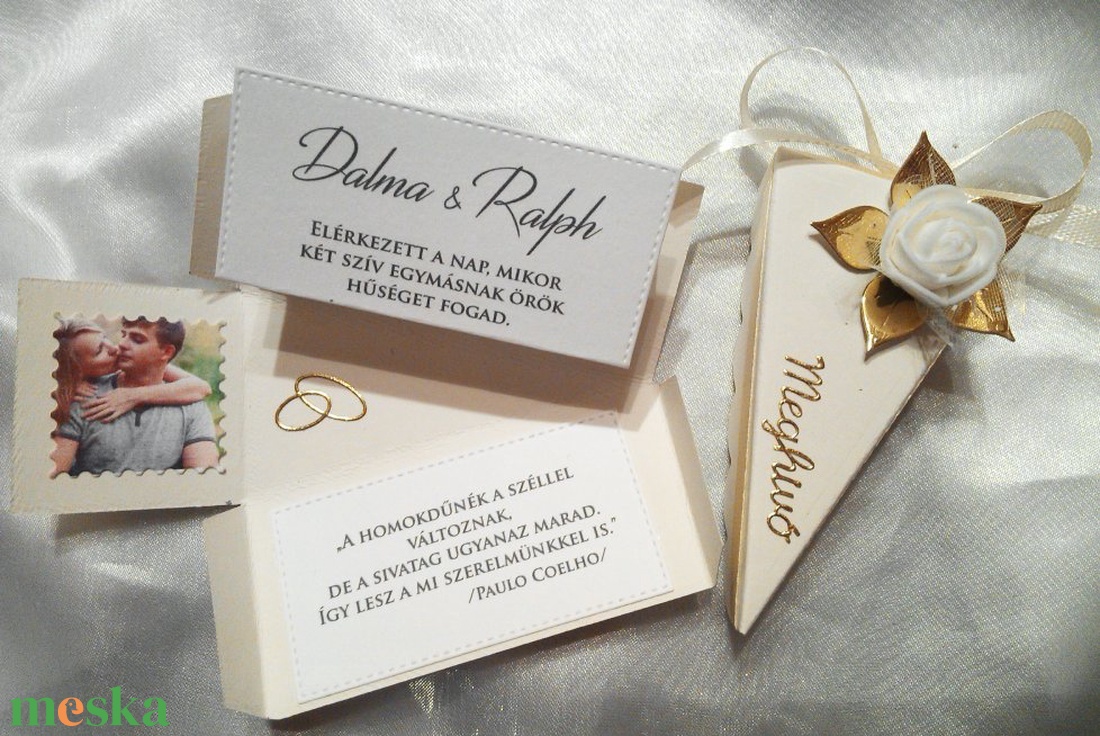 Dalma & Ralph
Elérkezett a nap, mikor
két szív egymásnak örök
hűséget fogad.
„A homokdűnék a széllel
változnak,
de a sivatag ugyanaz marad.
Így lesz a mi szerelmünkkel is.”
/Paulo Coelho/
Meghívó
meska